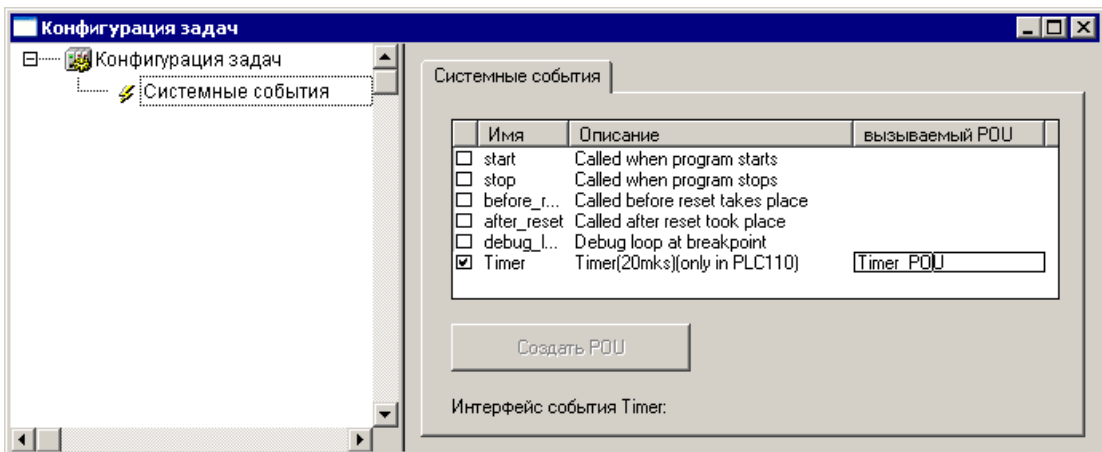 Конфигурация задач
Конфигурация задач
Системные события
Системные события
Имя Описание вызываемый POU
start Called when program starts
stop Called when program stops
before_r... Called before reset takes place
after_reset Called after reset took place
debug_l... Debug loop at breakpoint
Timer Timer(20mks)(only in PLC110) Timer_POU
Создать POU
Интерфейс события Timer: